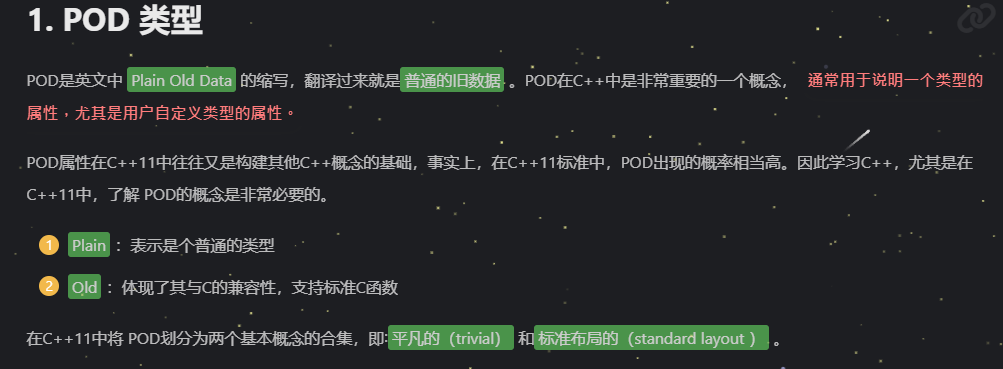 1. POD 类型
POD是英文中 Plain Old Data 的缩写，翻译过来就是 普通的旧数据 。POD在C++中是非常重要的一个概念， 通常用于说明一个类型的
属性，尤其是用户自定义类型的属性。
POD属性在C++11中往往又是构建其他C++概念的基础，事实上，在C++11标准中，POD出现的概率相当高。因此学习C++，尤其是在
C++11中，了解 POD的概念是非常必要的。
1 Plain ：表示是个普通的类型
2 Old ：体现了其与C的兼容性，支持标准C函数
在C++11中将 POD划分为两个基本概念的合集，即: 平凡的（trivial） 和 标准布局的（standard layout ） 。